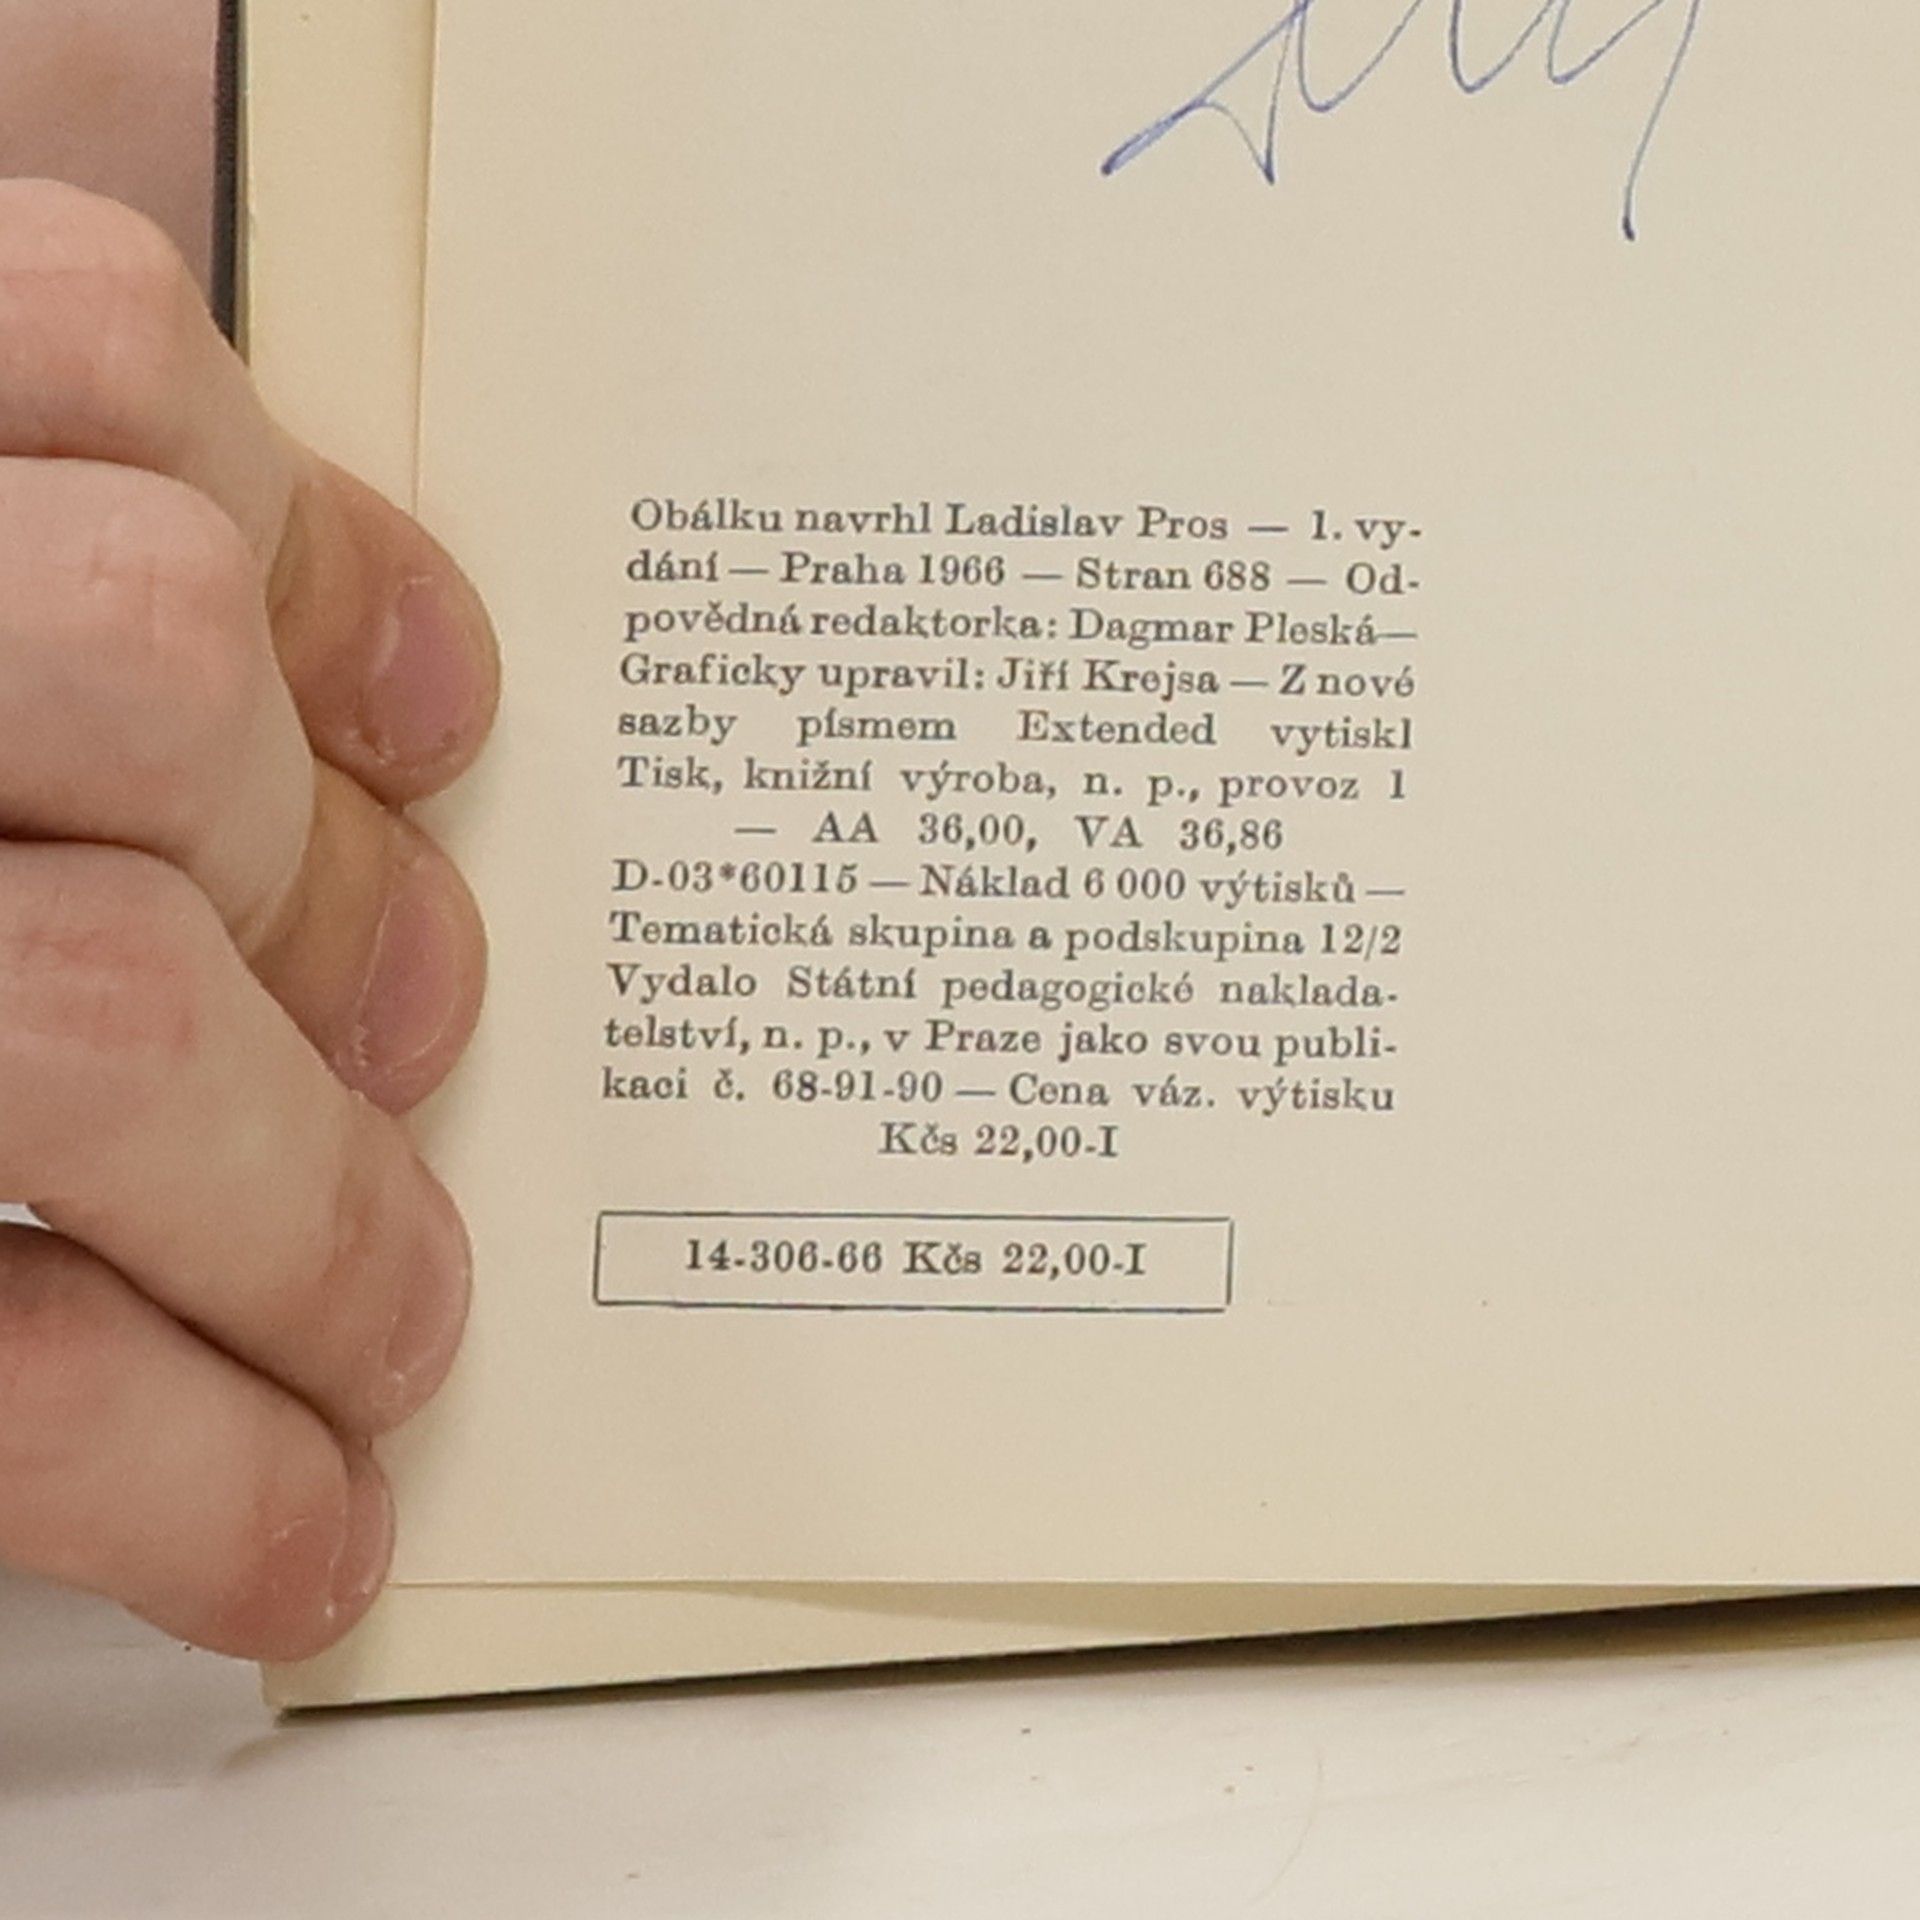 Obálku navrhl Ladislav Pros — 1. vy-
dání — Praha 1966 — Stran 688 — Od-
povědná redaktorka: Dagmar Pleská —
Graficky upravil: Jiří Krejsa — Z nové
sazby písmem Extended vytiskl
Tisk, knižní výroba, n. p., provoz 1
— AA 36,00, VA 36,86
D-03*60115 — Náklad 6 000 výtisků —
Tematická skupina a podskupina 12/2
Vydalo Státní pedagogické naklada-
telství, n. p., v Praze jako svou publi-
kaci č. 68-91-90 — Cena váz. výtisku
Kčs 22,00-I
14-306-66 Kčs 22,00-I